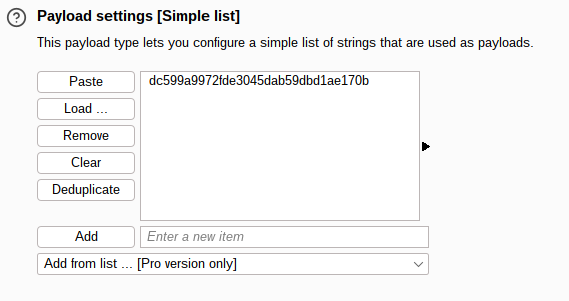 Payload settings [Simple list]
This payload type lets you configure a simple list of strings that are used as payloads.
Paste
dc599a9972fde3045dab59dbd1ae170b
Load ...
Remove
Clear
Deduplicate
Add
Enter a new item
Add from list ... [Pro version only]